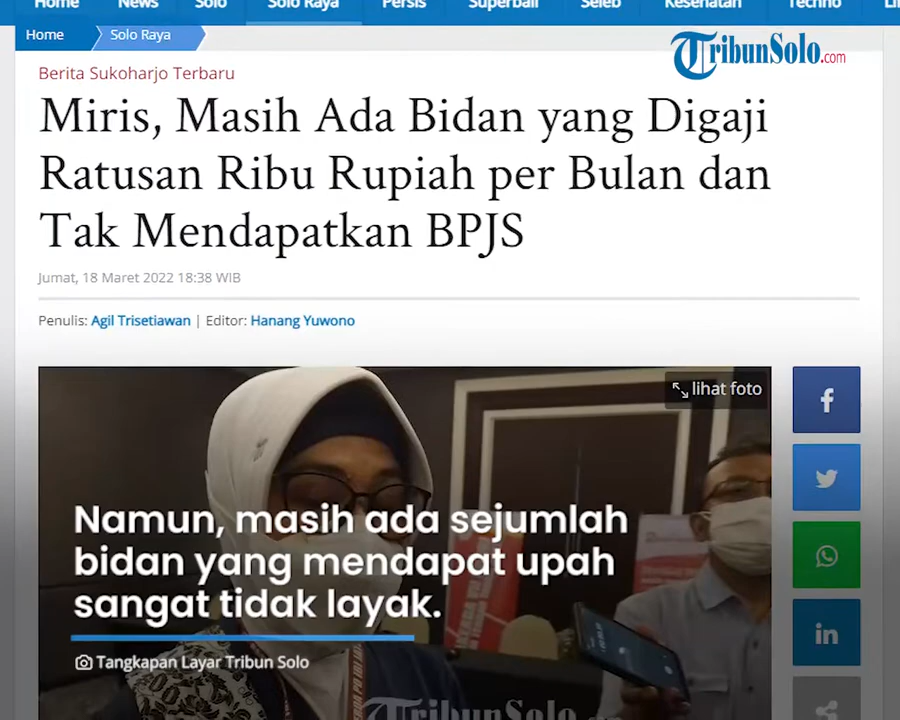 Home News Solo Solo Raya Persis Superball Seleb Kesehatan Techno
Home Solo Raya
TribunSolo.com
Berita Sukoharjo Terbaru
Miris, Masih Ada Bidan yang Digaji
Ratusan Ribu Rupiah per Bulan dan
Tak Mendapatkan BPJS
Jumat, 18 Maret 2022 18:38 WIB
Penulis: Agil Trisetiawan | Editor: Hanang Yuwono
lihat foto
Namun, masih ada sejumlah
bidan yang mendapat upah
sangat tidak layak.
Tangkapan Layar Tribun Solo
TribunSolo